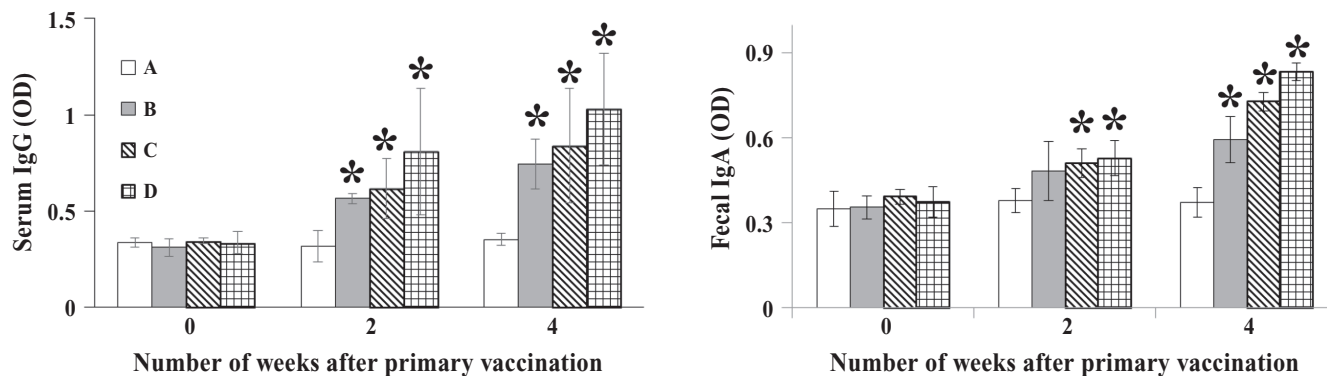 Serum IgG (OD)
1.5
1
0.5
0
A
B
C
D
* * *
* * *
0 2 4
Number of weeks after primary vaccination
Fecal IgA (OD)
0.9
0.6
0.3
0
* *
* * *
0 2 4
Number of weeks after primary vaccination